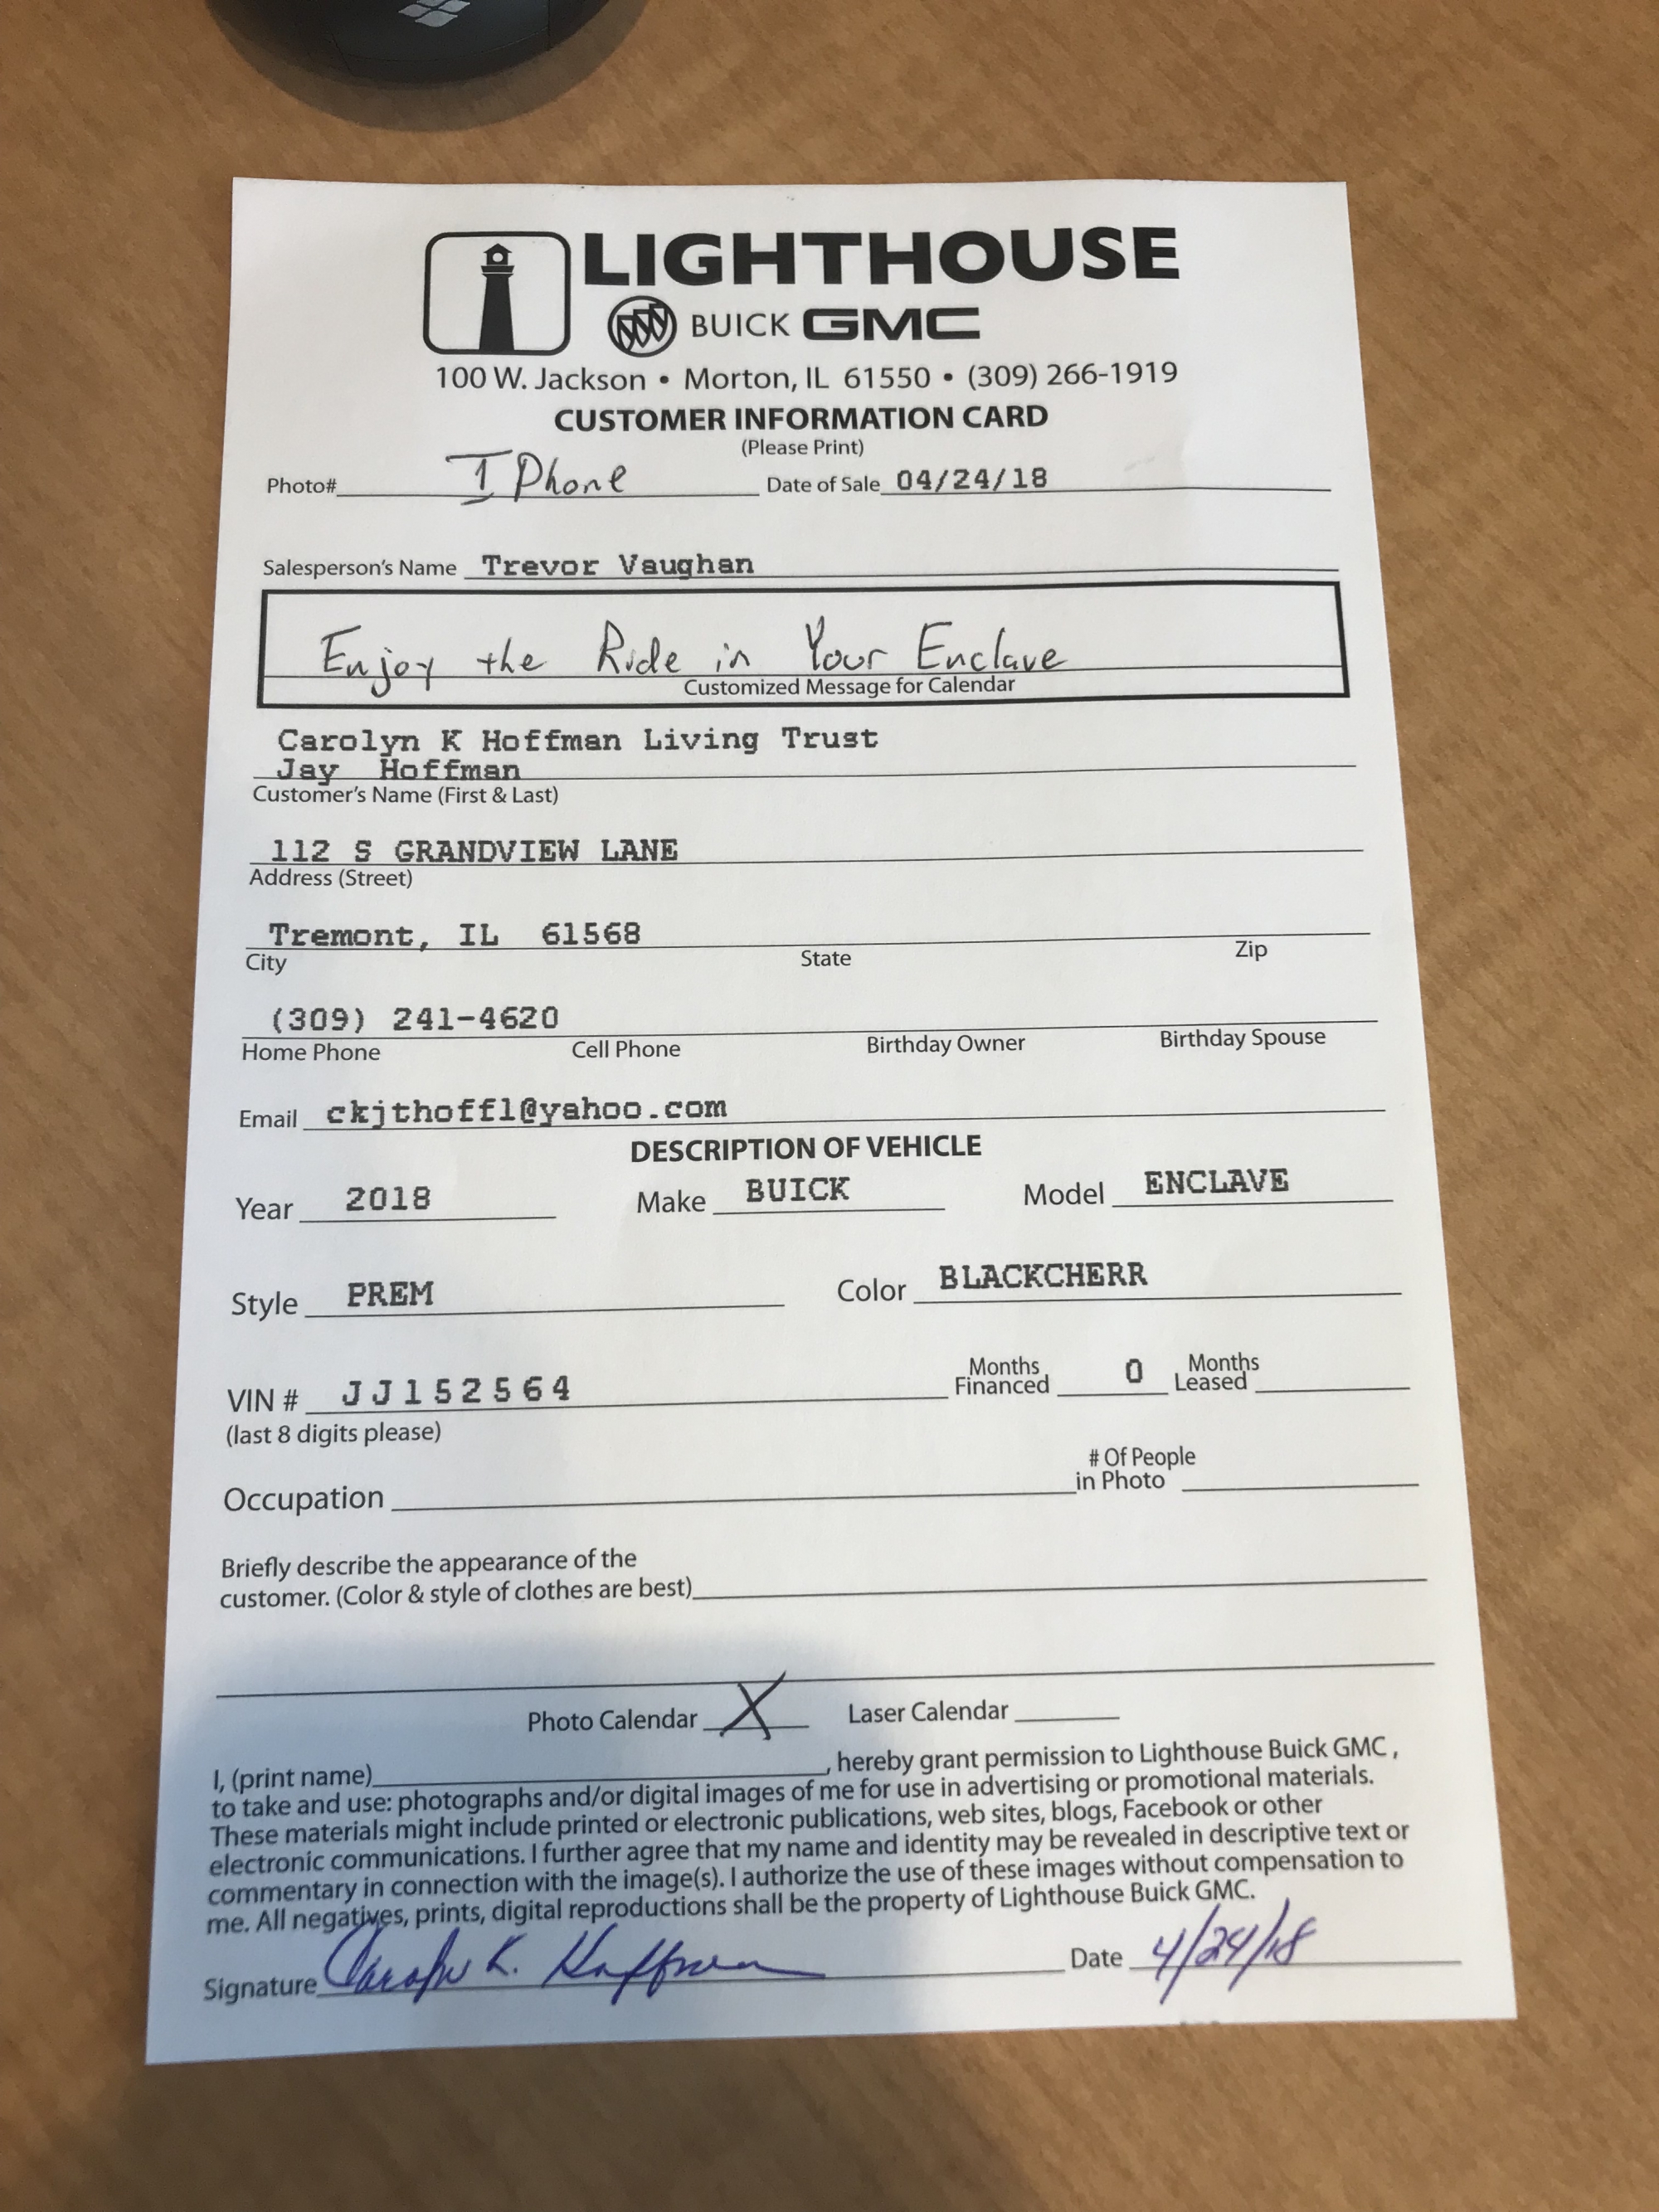 LIGHTHOUSE
BUICK GMC
100 W. Jackson • Morton, IL 61550 • (309) 266-1919
CUSTOMER INFORMATION CARD
(Please Print)
Photo# I Phone Date of Sale 04/24/18
Salesperson's Name Trevor Vaughan
Enjoy the Ride in Your Enclave
Customized Message for Calendar
Carolyn K Hoffman Living Trust
Jay Hoffman
Customer's Name (First & Last)
112 S GRANDVIEW LANE
Address (Street)
Tremont, IL 61568
City State Zip
(309) 241-4620
Home Phone Cell Phone Birthday Owner Birthday Spouse
Email ckjthoff1@yahoo.com
DESCRIPTION OF VEHICLE
Year 2018 Make BUICK Model ENCLAVE
Style PREM Color BLACKCHERR
VIN # JJ152564 Months Financed 0 Months Leased
(last 8 digits please)
Occupation # Of People in Photo
Briefly describe the appearance of the
customer. (Color & style of clothes are best)
Photo Calendar X Laser Calendar
I, (print name) , hereby grant permission to Lighthouse Buick GMC ,
to take and use: photographs and/or digital images of me for use in advertising or promotional materials.
These materials might include printed or electronic publications, web sites, blogs, Facebook or other
electronic communications. I further agree that my name and identity may be revealed in descriptive text or
commentary in connection with the image(s). I authorize the use of these images without compensation to
me. All negatives, prints, digital reproductions shall be the property of Lighthouse Buick GMC.
Signature Carolyn K. Hoffman Date 4/24/18